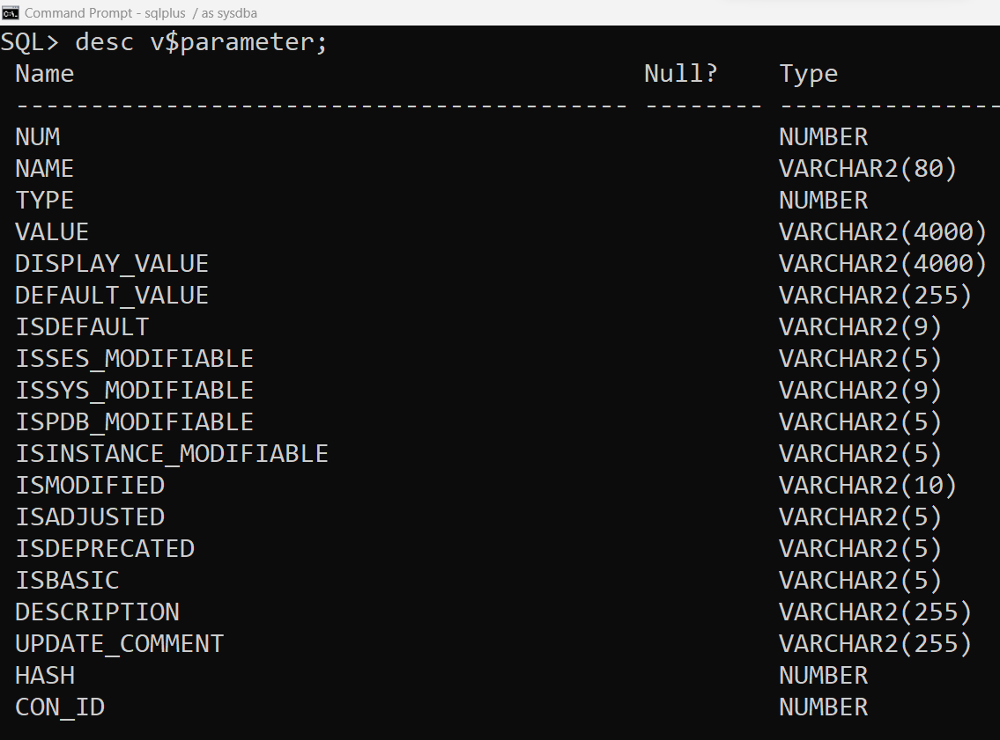 Command Prompt - sqlplus / as sysdba
SQL> desc v$parameter;
Name Null? Type
----------------------------------------- -------- ---------------
NUM NUMBER
NAME VARCHAR2(80)
TYPE NUMBER
VALUE VARCHAR2(4000)
DISPLAY_VALUE VARCHAR2(4000)
DEFAULT_VALUE VARCHAR2(255)
ISDEFAULT VARCHAR2(9)
ISSES_MODIFIABLE VARCHAR2(5)
ISSYS_MODIFIABLE VARCHAR2(9)
ISPDB_MODIFIABLE VARCHAR2(5)
ISINSTANCE_MODIFIABLE VARCHAR2(5)
ISMODIFIED VARCHAR2(10)
ISADJUSTED VARCHAR2(5)
ISDEPRECATED VARCHAR2(5)
ISBASIC VARCHAR2(5)
DESCRIPTION VARCHAR2(255)
UPDATE_COMMENT VARCHAR2(255)
HASH NUMBER
CON_ID NUMBER